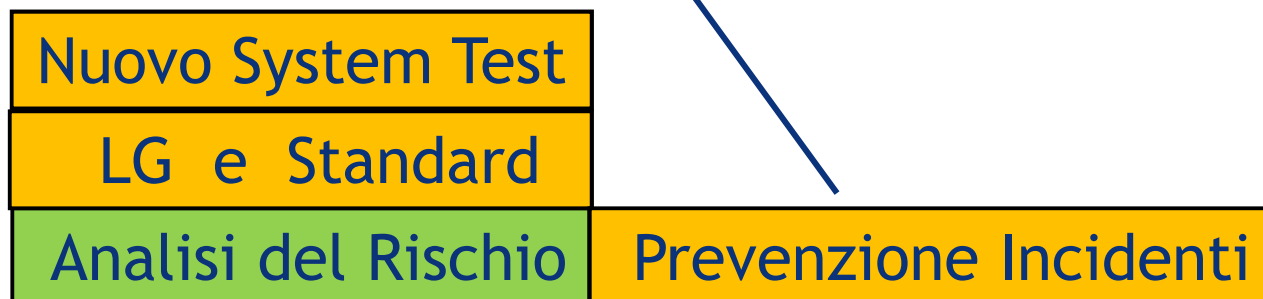 Nuovo System Test
LG e Standard
Analisi del Rischio
Prevenzione Incidenti